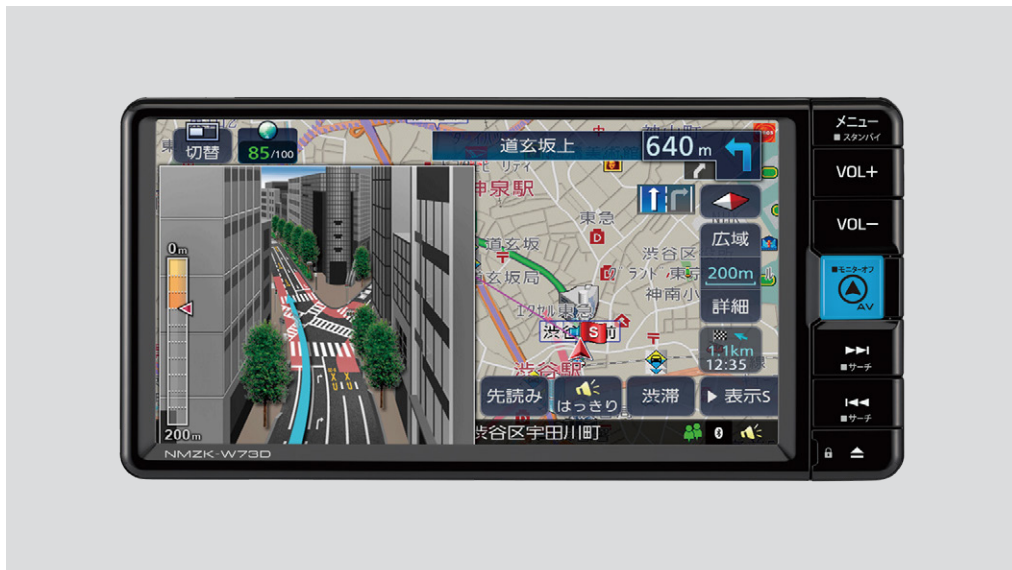 切替
85/100
道玄坂上
640m
神泉駅
東急
道玄坂
玄坂局
渋谷区
神南小
広域
200m
詳細
1.1km
12:35
0m
200m
S
渋谷駅
先読み
はっきり
渋滞
表示S
渋谷区宇田川町
NMZK-W73D
メニュー
■ スタンバイ
VOL+
VOL−
■モニターオフ
AV
■サーチ
■サーチ